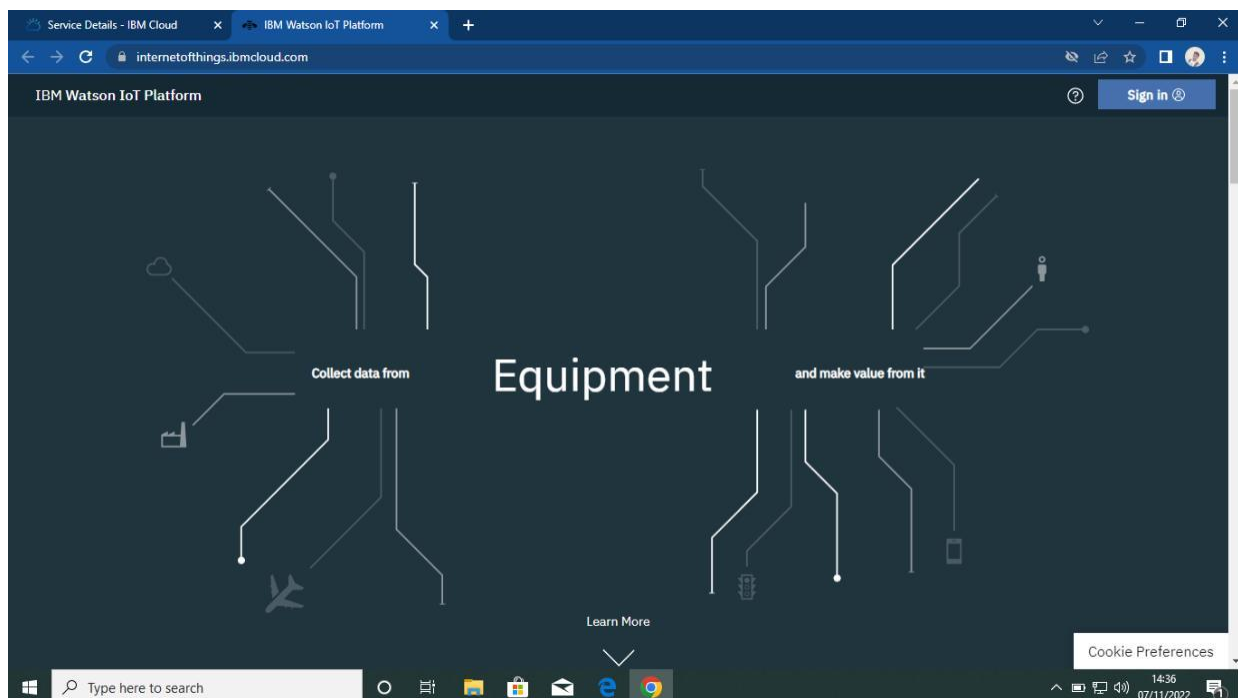 Service Details - IBM Cloud
IBM Watson IoT Platform
internetofthings.ibmcloud.com
IBM Watson IoT Platform
Sign in
Collect data from
Equipment
and make value from it
Learn More
Cookie Preferences
Type here to search
14:36
07/11/2022
1